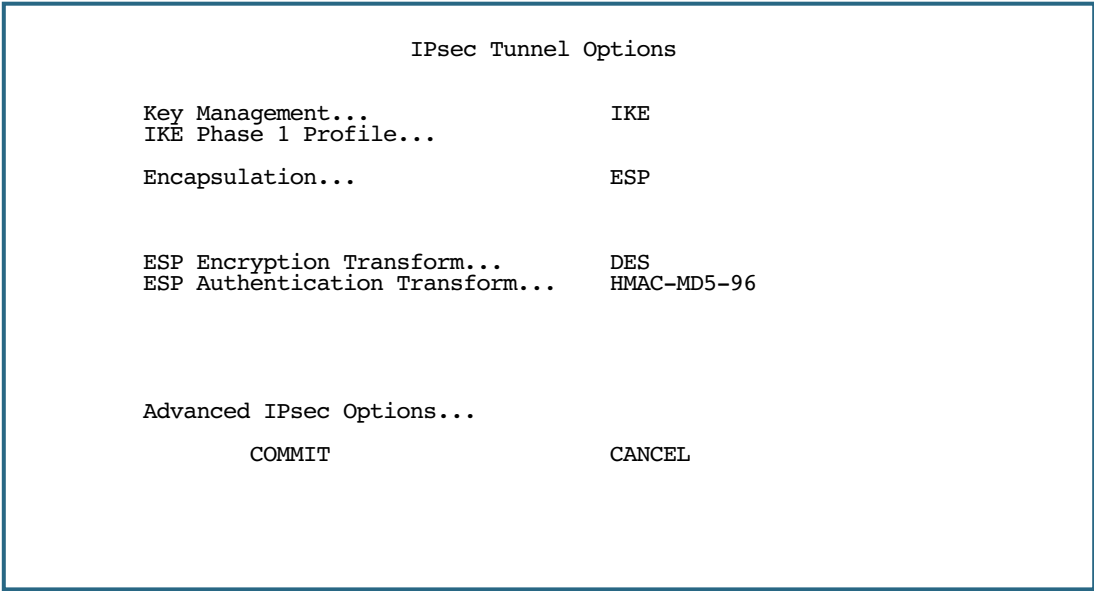 IPsec Tunnel Options
Key Management... IKE
IKE Phase 1 Profile...
Encapsulation... ESP
ESP Encryption Transform... DES
ESP Authentication Transform... HMAC-MD5-96
Advanced IPsec Options...
COMMIT CANCEL